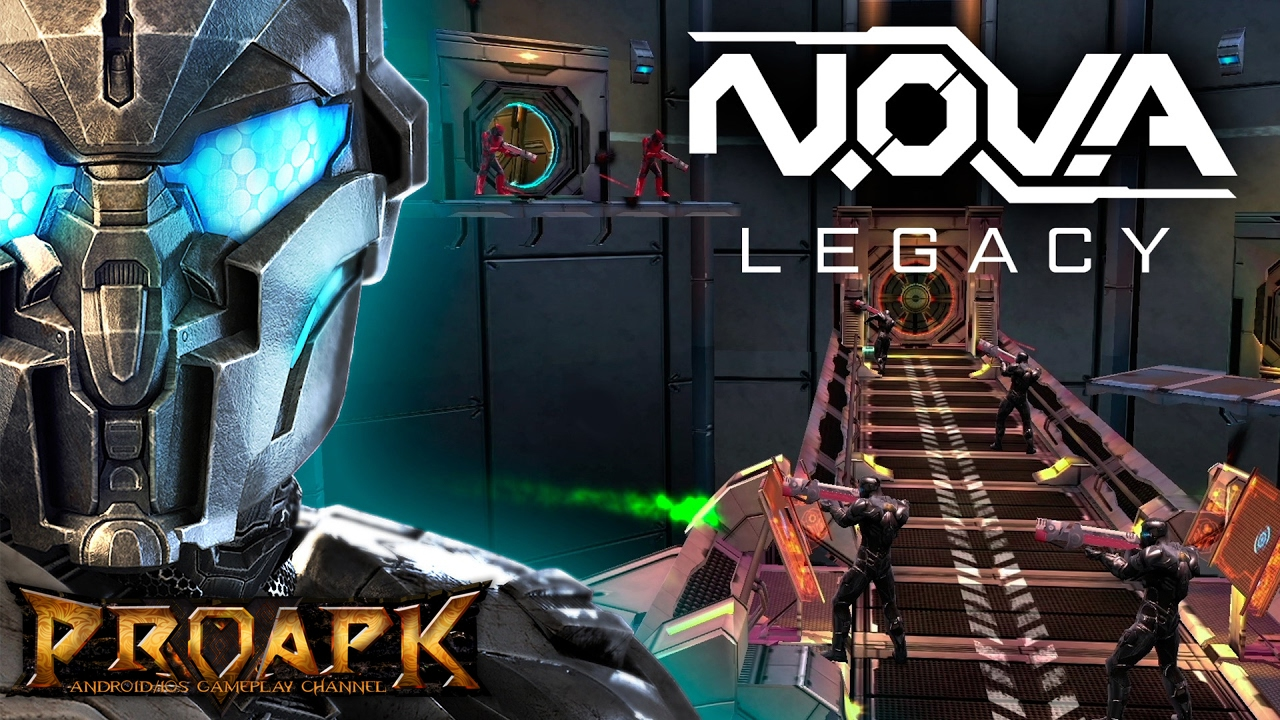 N.O.V.A
LEGACY
PROAPK
ANDROID/IOS GAMEPLAY CHANNEL